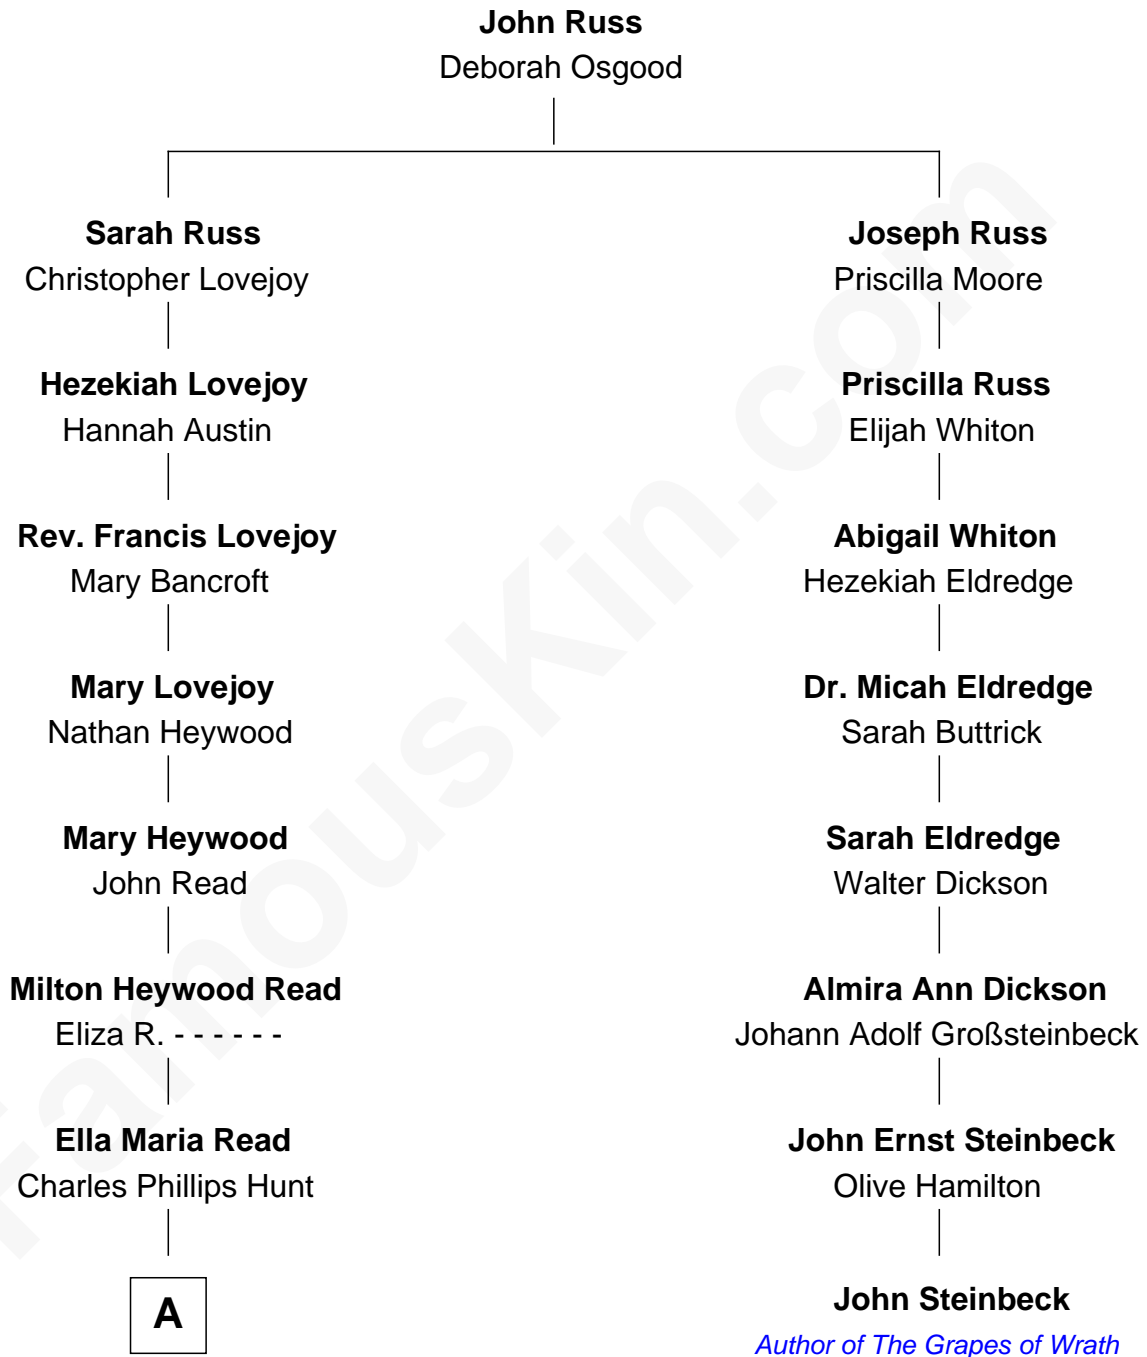 John Russ
Deborah Osgood
Sarah Russ
Christopher Lovejoy
Joseph Russ
Priscilla Moore
Hezekiah Lovejoy
Hannah Austin
Priscilla Russ
Elijah Whiton
Rev. Francis Lovejoy
Mary Bancroft
Abigail Whiton
Hezekiah Eldredge
Mary Lovejoy
Nathan Heywood
Dr. Micah Eldredge
Sarah Buttrick
Mary Heywood
John Read
Sarah Eldredge
Walter Dickson
Milton Heywood Read
Eliza R. - - - - - -
Almira Ann Dickson
Johann Adolf Großsteinbeck
Ella Maria Read
Charles Phillips Hunt
John Ernst Steinbeck
Olive Hamilton
A
John Steinbeck
Author of The Grapes of Wrath
FamousKin.com